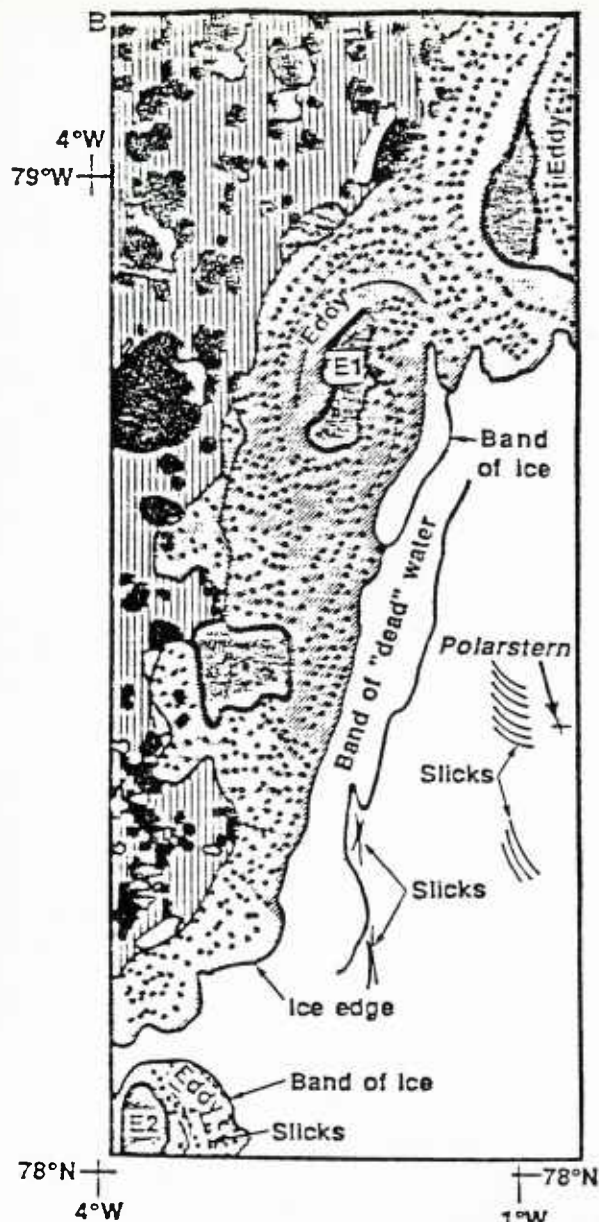 B
4°W
79°W
Eddy
Eddy
E1
Band
of ice
Band of "dead" water
Polarstern
Slicks
Slicks
Ice edge
Eddy
Band of ice
E2
Slicks
78°N
78°N
4°W
1°W